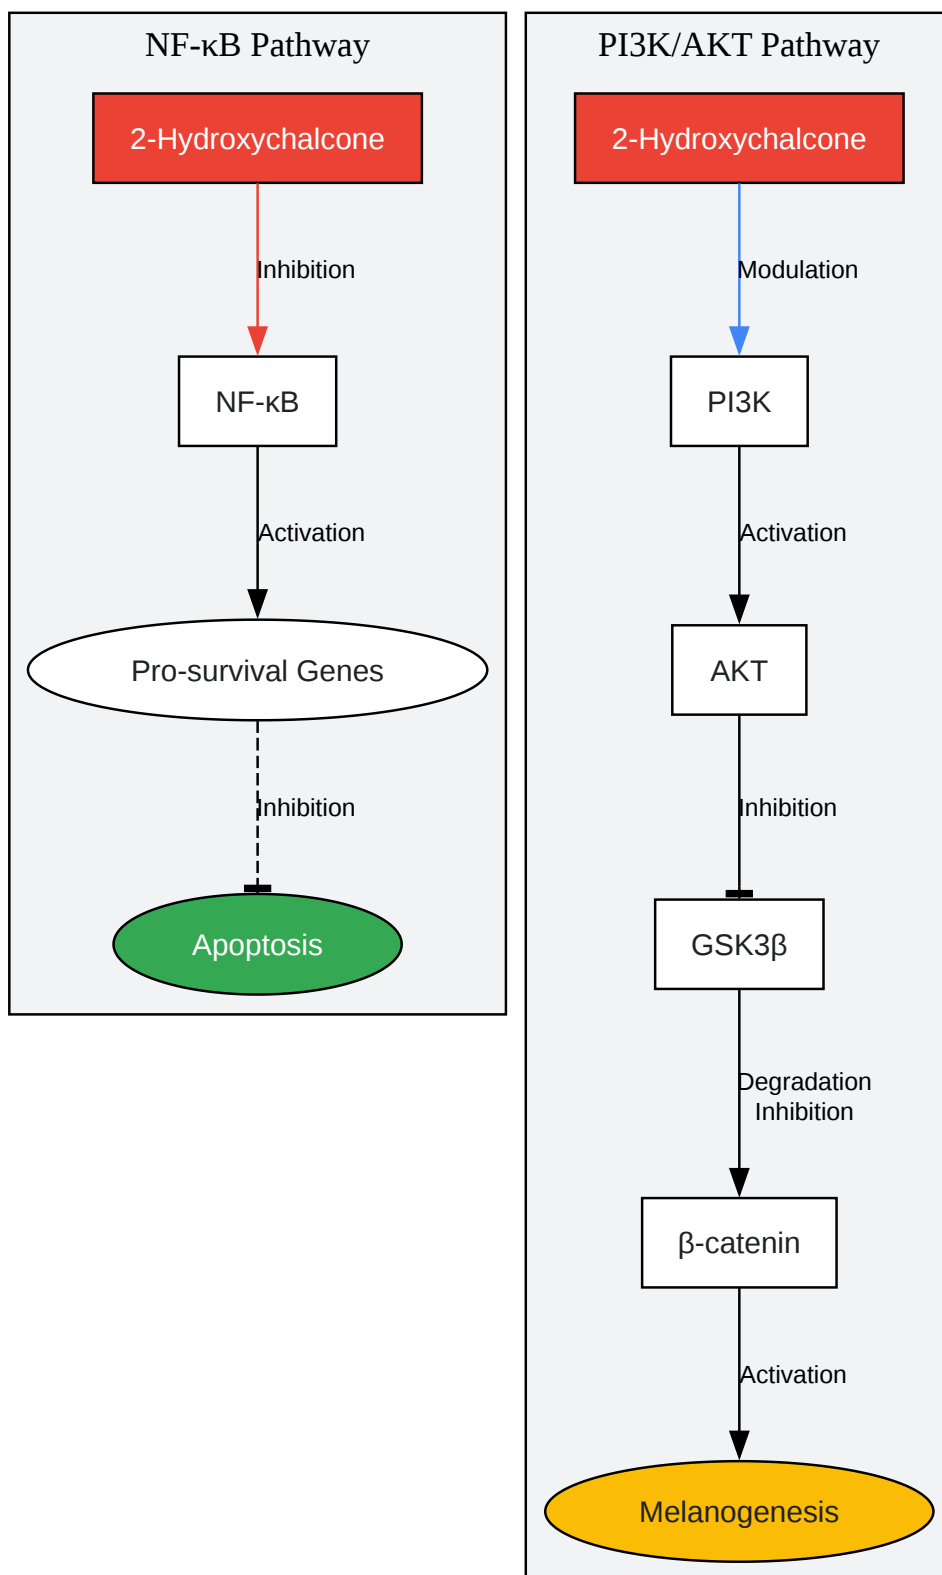 NF-κB Pathway
2-Hydroxychalcone
Inhibition
NF-κB
Activation
Pro-survival Genes
Inhibition
Apoptosis
PI3K/AKT Pathway
2-Hydroxychalcone
Modulation
PI3K
Activation
AKT
Inhibition
GSK3β
Degradation
Inhibition
β-catenin
Activation
Melanogenesis